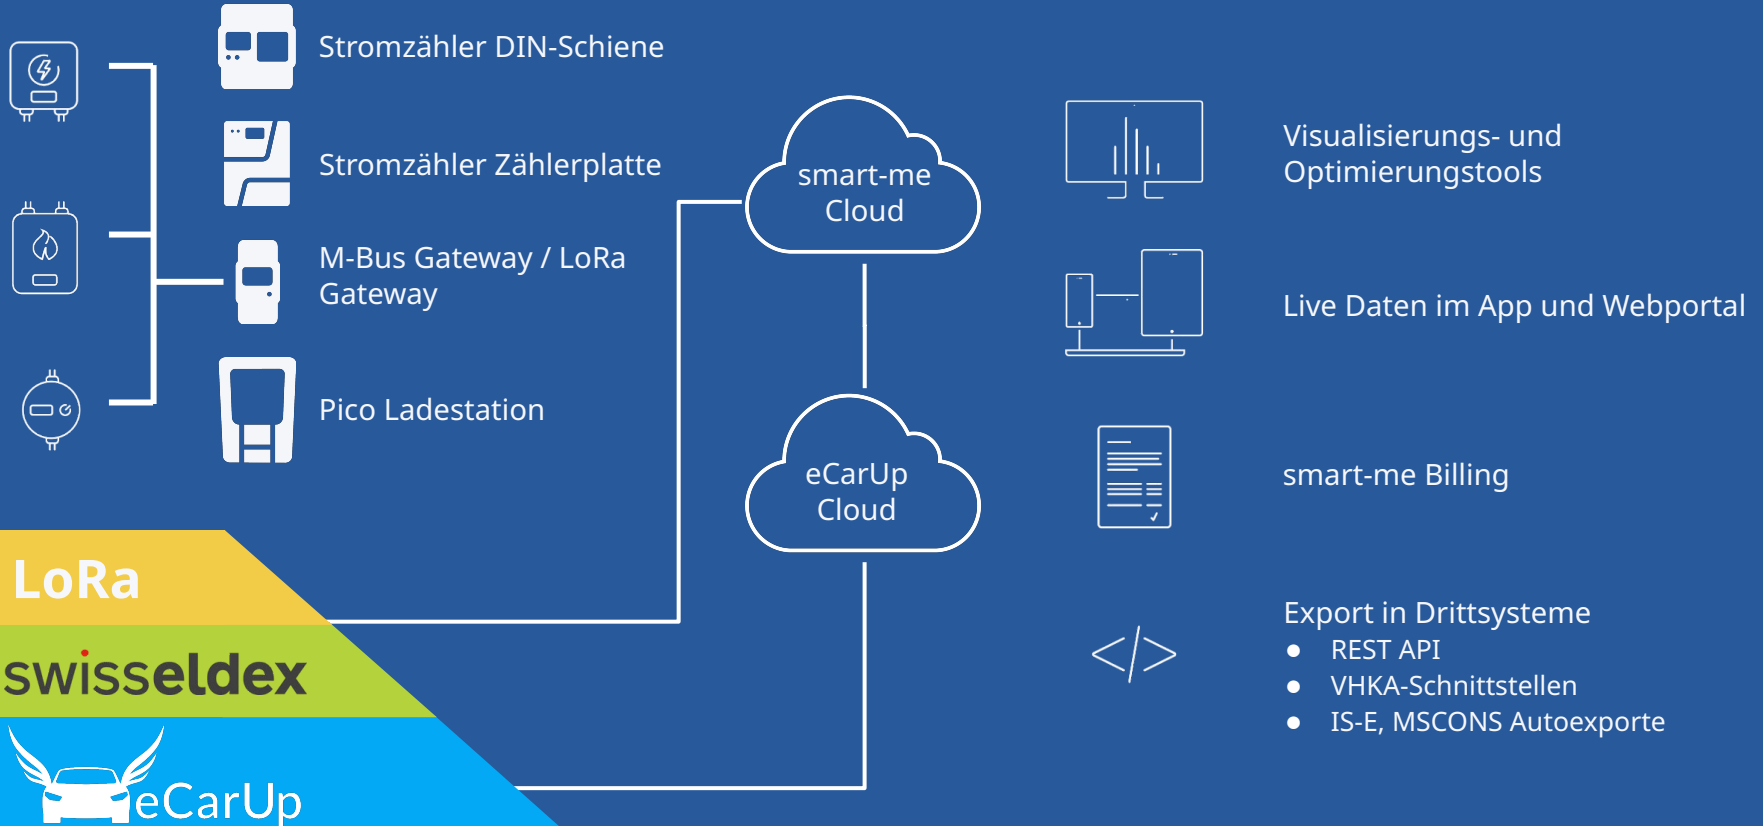 Stromzähler DIN-Schiene
Stromzähler Zählerplatte
M-Bus Gateway / LoRa
Gateway
Pico Ladestation
LoRa
swisseldex
eCarUp
smart-me
Cloud
eCarUp
Cloud
Visualisierungs- und
Optimierungstools
Live Daten im App und Webportal
smart-me Billing
Export in Drittsysteme
● REST API
● VHKA-Schnittstellen
● IS-E, MSCONS Autoexporte